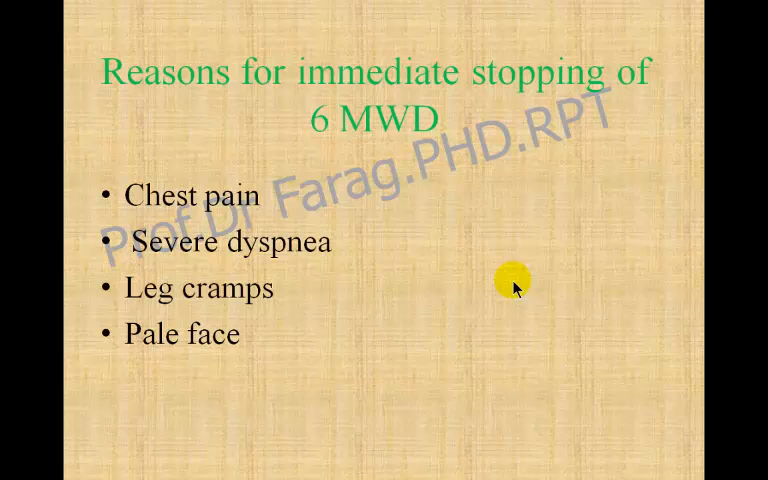 Reasons for immediate stopping of
6 MWD
Prof.Dr Farag.PHD.RPT
• Chest pain
• Severe dyspnea
• Leg cramps
• Pale face